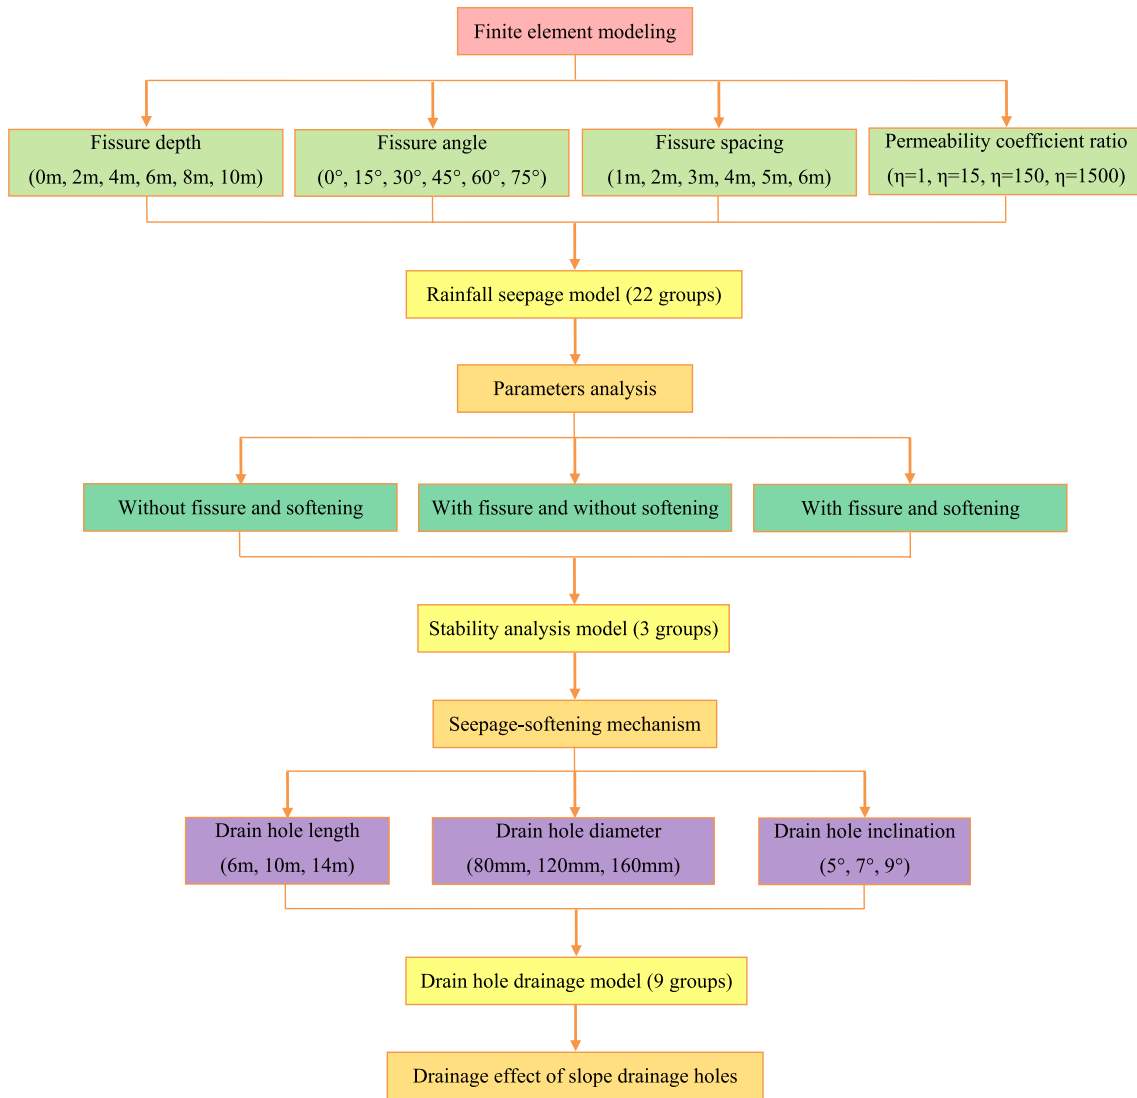 Finite element modeling
Fissure depth
(0m, 2m, 4m, 6m, 8m, 10m)
Fissure angle
(0°, 15°, 30°, 45°, 60°, 75°)
Fissure spacing
(1m, 2m, 3m, 4m, 5m, 6m)
Permeability coefficient ratio
(η=1, η=15, η=150, η=1500)
Rainfall seepage model (22 groups)
Parameters analysis
Without fissure and softening
With fissure and without softening
With fissure and softening
Stability analysis model (3 groups)
Seepage-softening mechanism
Drain hole length
(6m, 10m, 14m)
Drain hole diameter
(80mm, 120mm, 160mm)
Drain hole inclination
(5°, 7°, 9°)
Drain hole drainage model (9 groups)
Drainage effect of slope drainage holes